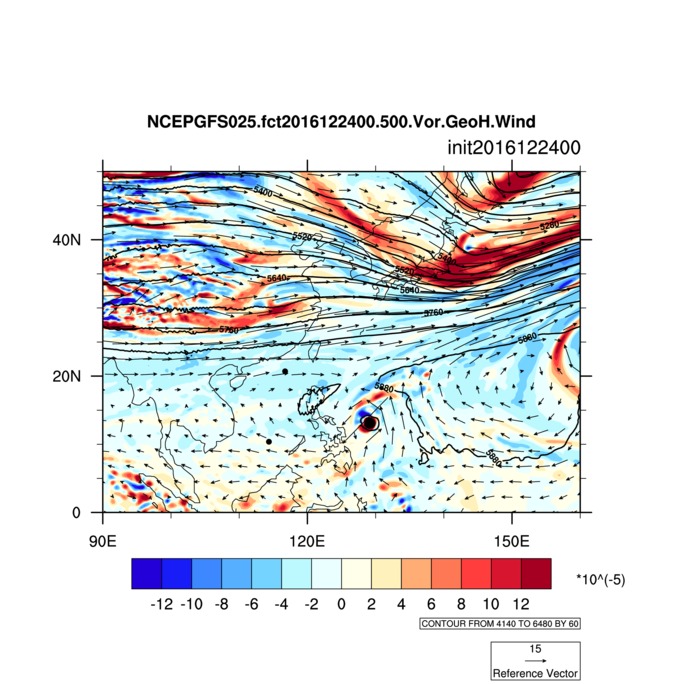 NCEPGFS025.fct2016122400.500.Vor.GeoH.Wind
init2016122400
5400
5280
40N
5520
5520
5640
5640
5760
5760
5880
20N
5880
5880
0
90E 120E 150E
-12 -10 -8 -6 -4 -2 0 2 4 6 8 10 12
*10^(-5)
CONTOUR FROM 4140 TO 6480 BY 60
15
Reference Vector